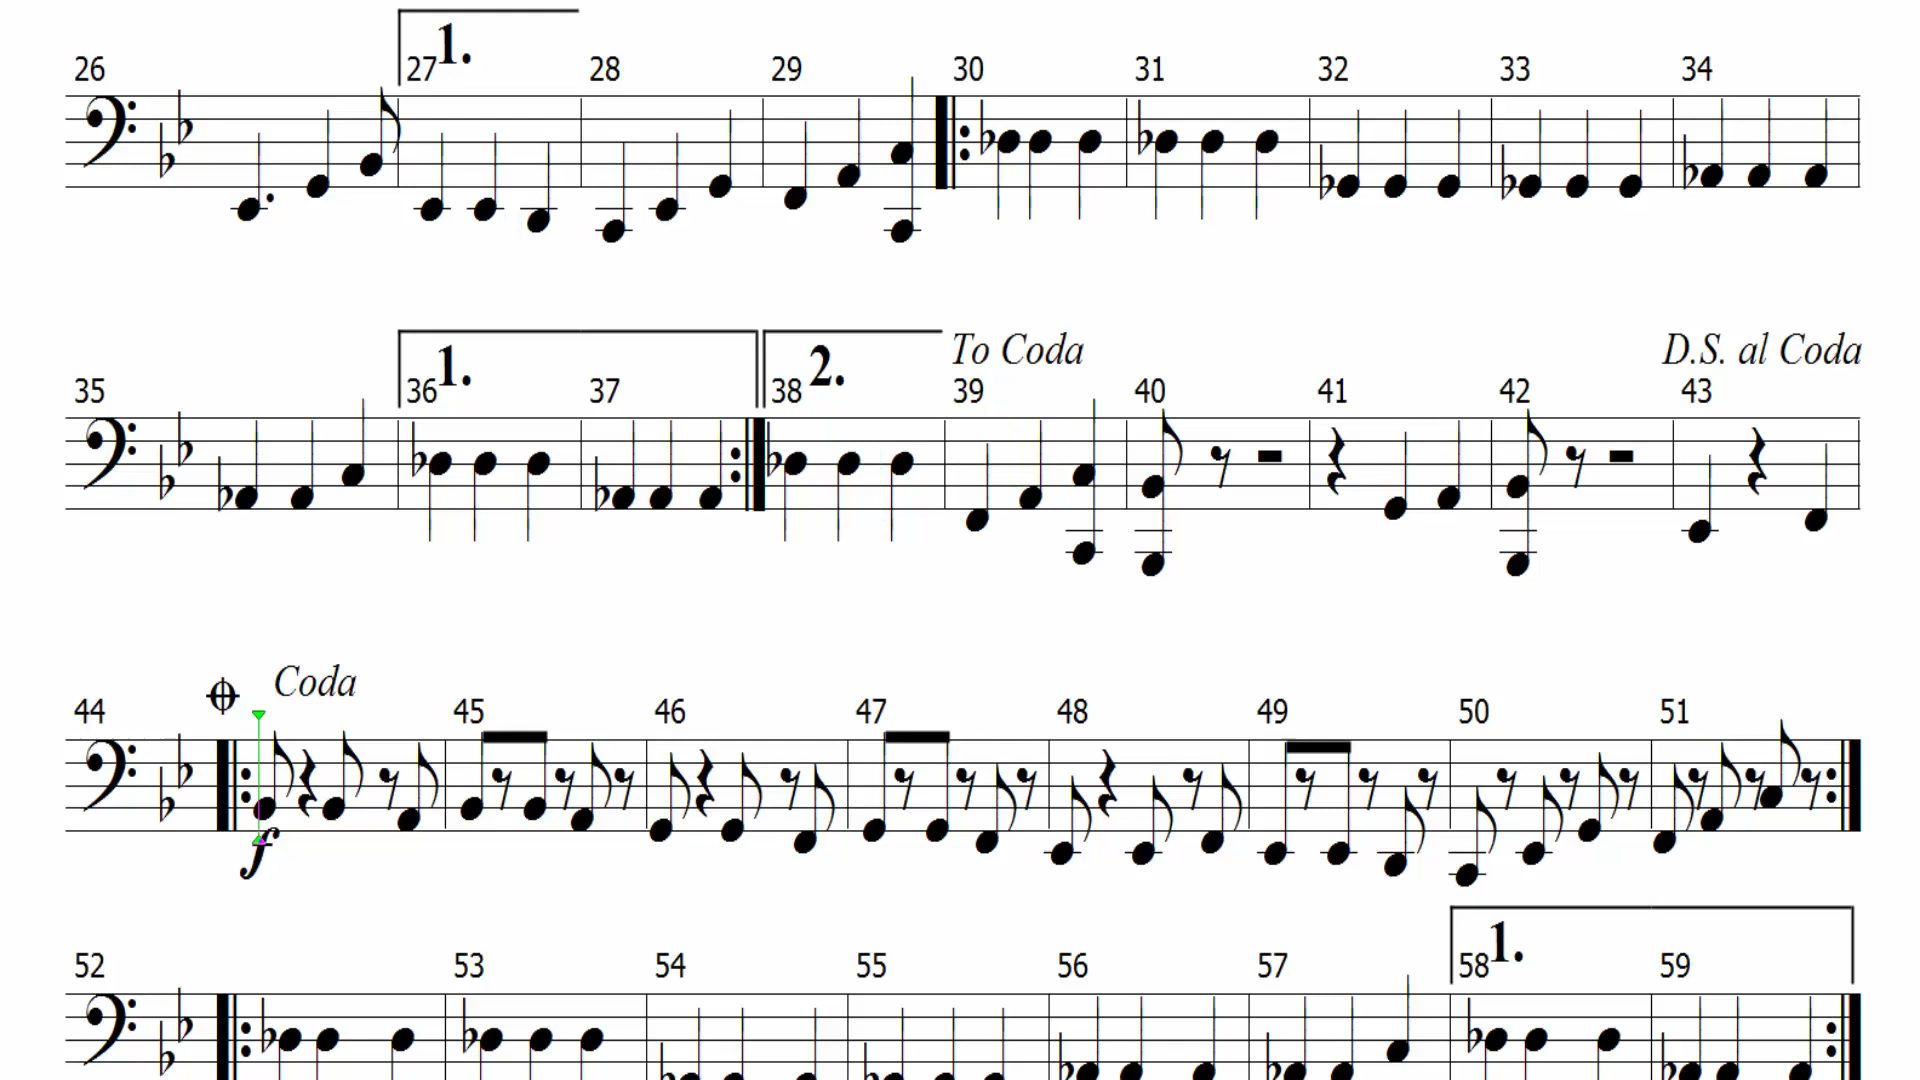 1.
26 27 28 29 30 31 32 33 34
1. 2. To Coda D.S. al Coda
35 36 37 38 39 40 41 42 43
Coda
44 45 46 47 48 49 50 51
f
1.
52 53 54 55 56 57 58 59